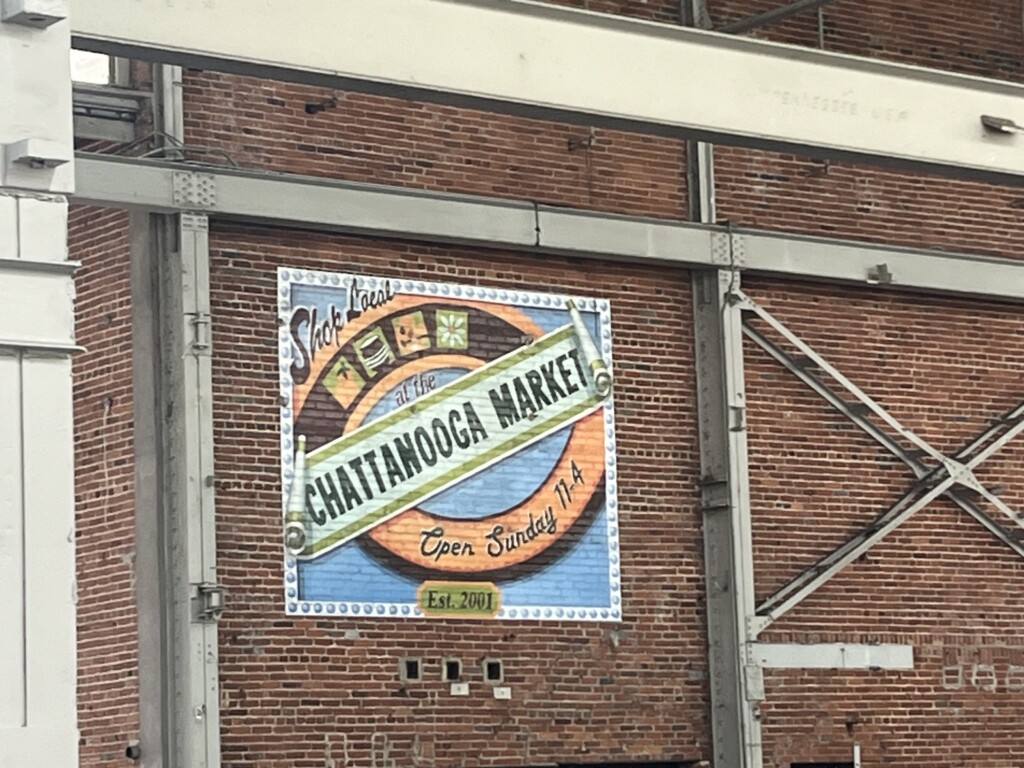 Shop Local
at the
CHATTANOOGA MARKET
Open Sunday 11-4
Est. 2001